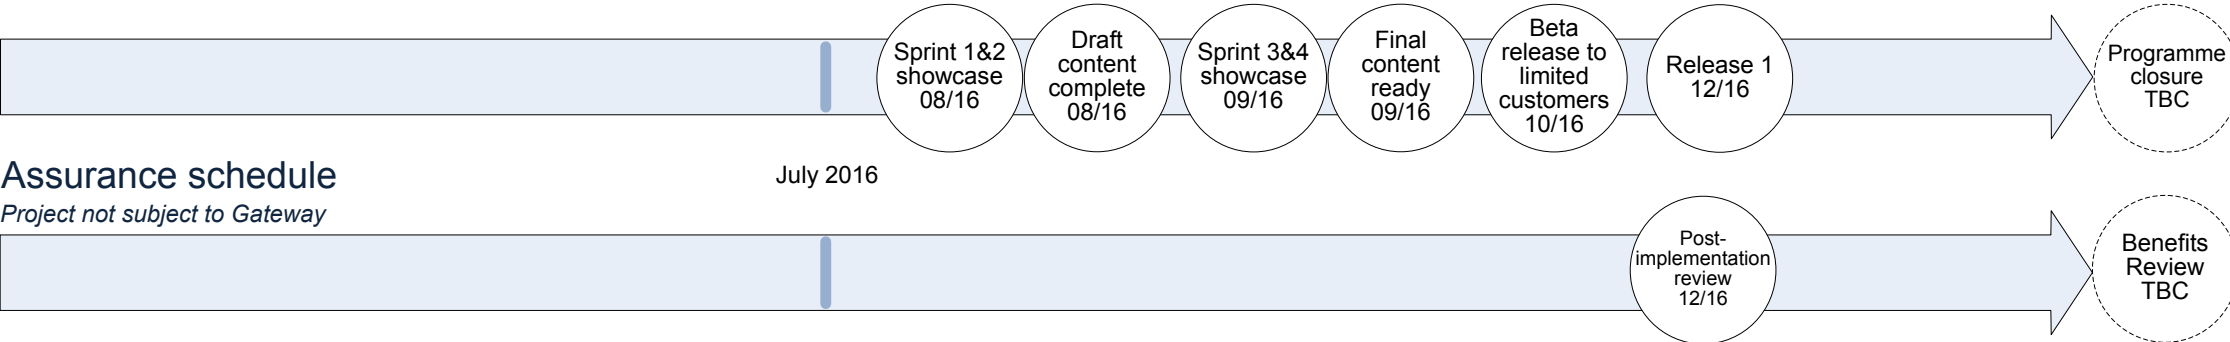 Sprint 1&2
showcase
08/16
Draft
content
complete
08/16
Sprint 3&4
showcase
09/16
Final
content
ready
09/16
Beta
release to
limited
customers
10/16
Release 1
12/16
Programme
closure
TBC
Assurance schedule
July 2016
Project not subject to Gateway
Post-
implementation
review
12/16
Benefits
Review
TBC